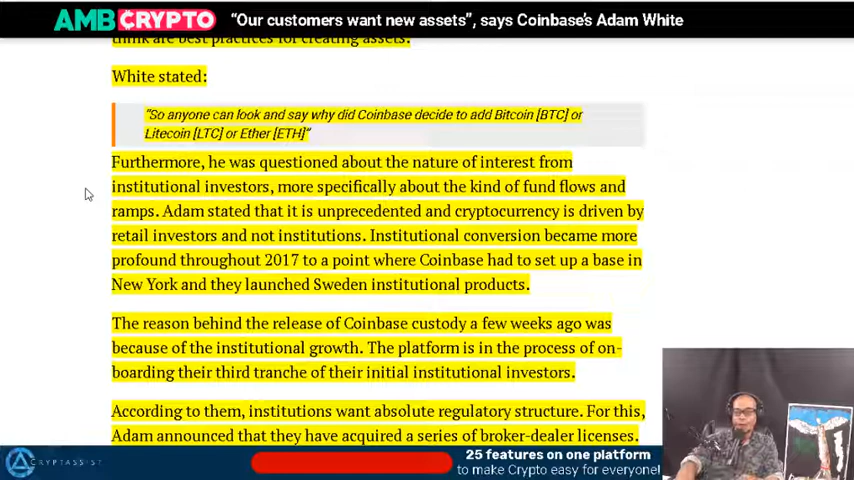 AMBCRYPTO "Our customers want new assets", says Coinbase's Adam White
think are best practices for creating assets.
White stated:
"So anyone can look and say why did Coinbase decide to add Bitcoin [BTC] or
Litecoin [LTC] or Ether [ETH]"
Furthermore, he was questioned about the nature of interest from
institutional investors, more specifically about the kind of fund flows and
ramps. Adam stated that it is unprecedented and cryptocurrency is driven by
retail investors and not institutions. Institutional conversion became more
profound throughout 2017 to a point where Coinbase had to set up a base in
New York and they launched Sweden institutional products.
The reason behind the release of Coinbase custody a few weeks ago was
because of the institutional growth. The platform is in the process of on-
boarding their third tranche of their initial institutional investors.
According to them, institutions want absolute regulatory structure. For this,
Adam announced that they have acquired a series of broker-dealer licenses.
CRYPTASSIST
25 features on one platform
to make Crypto easy for everyone!